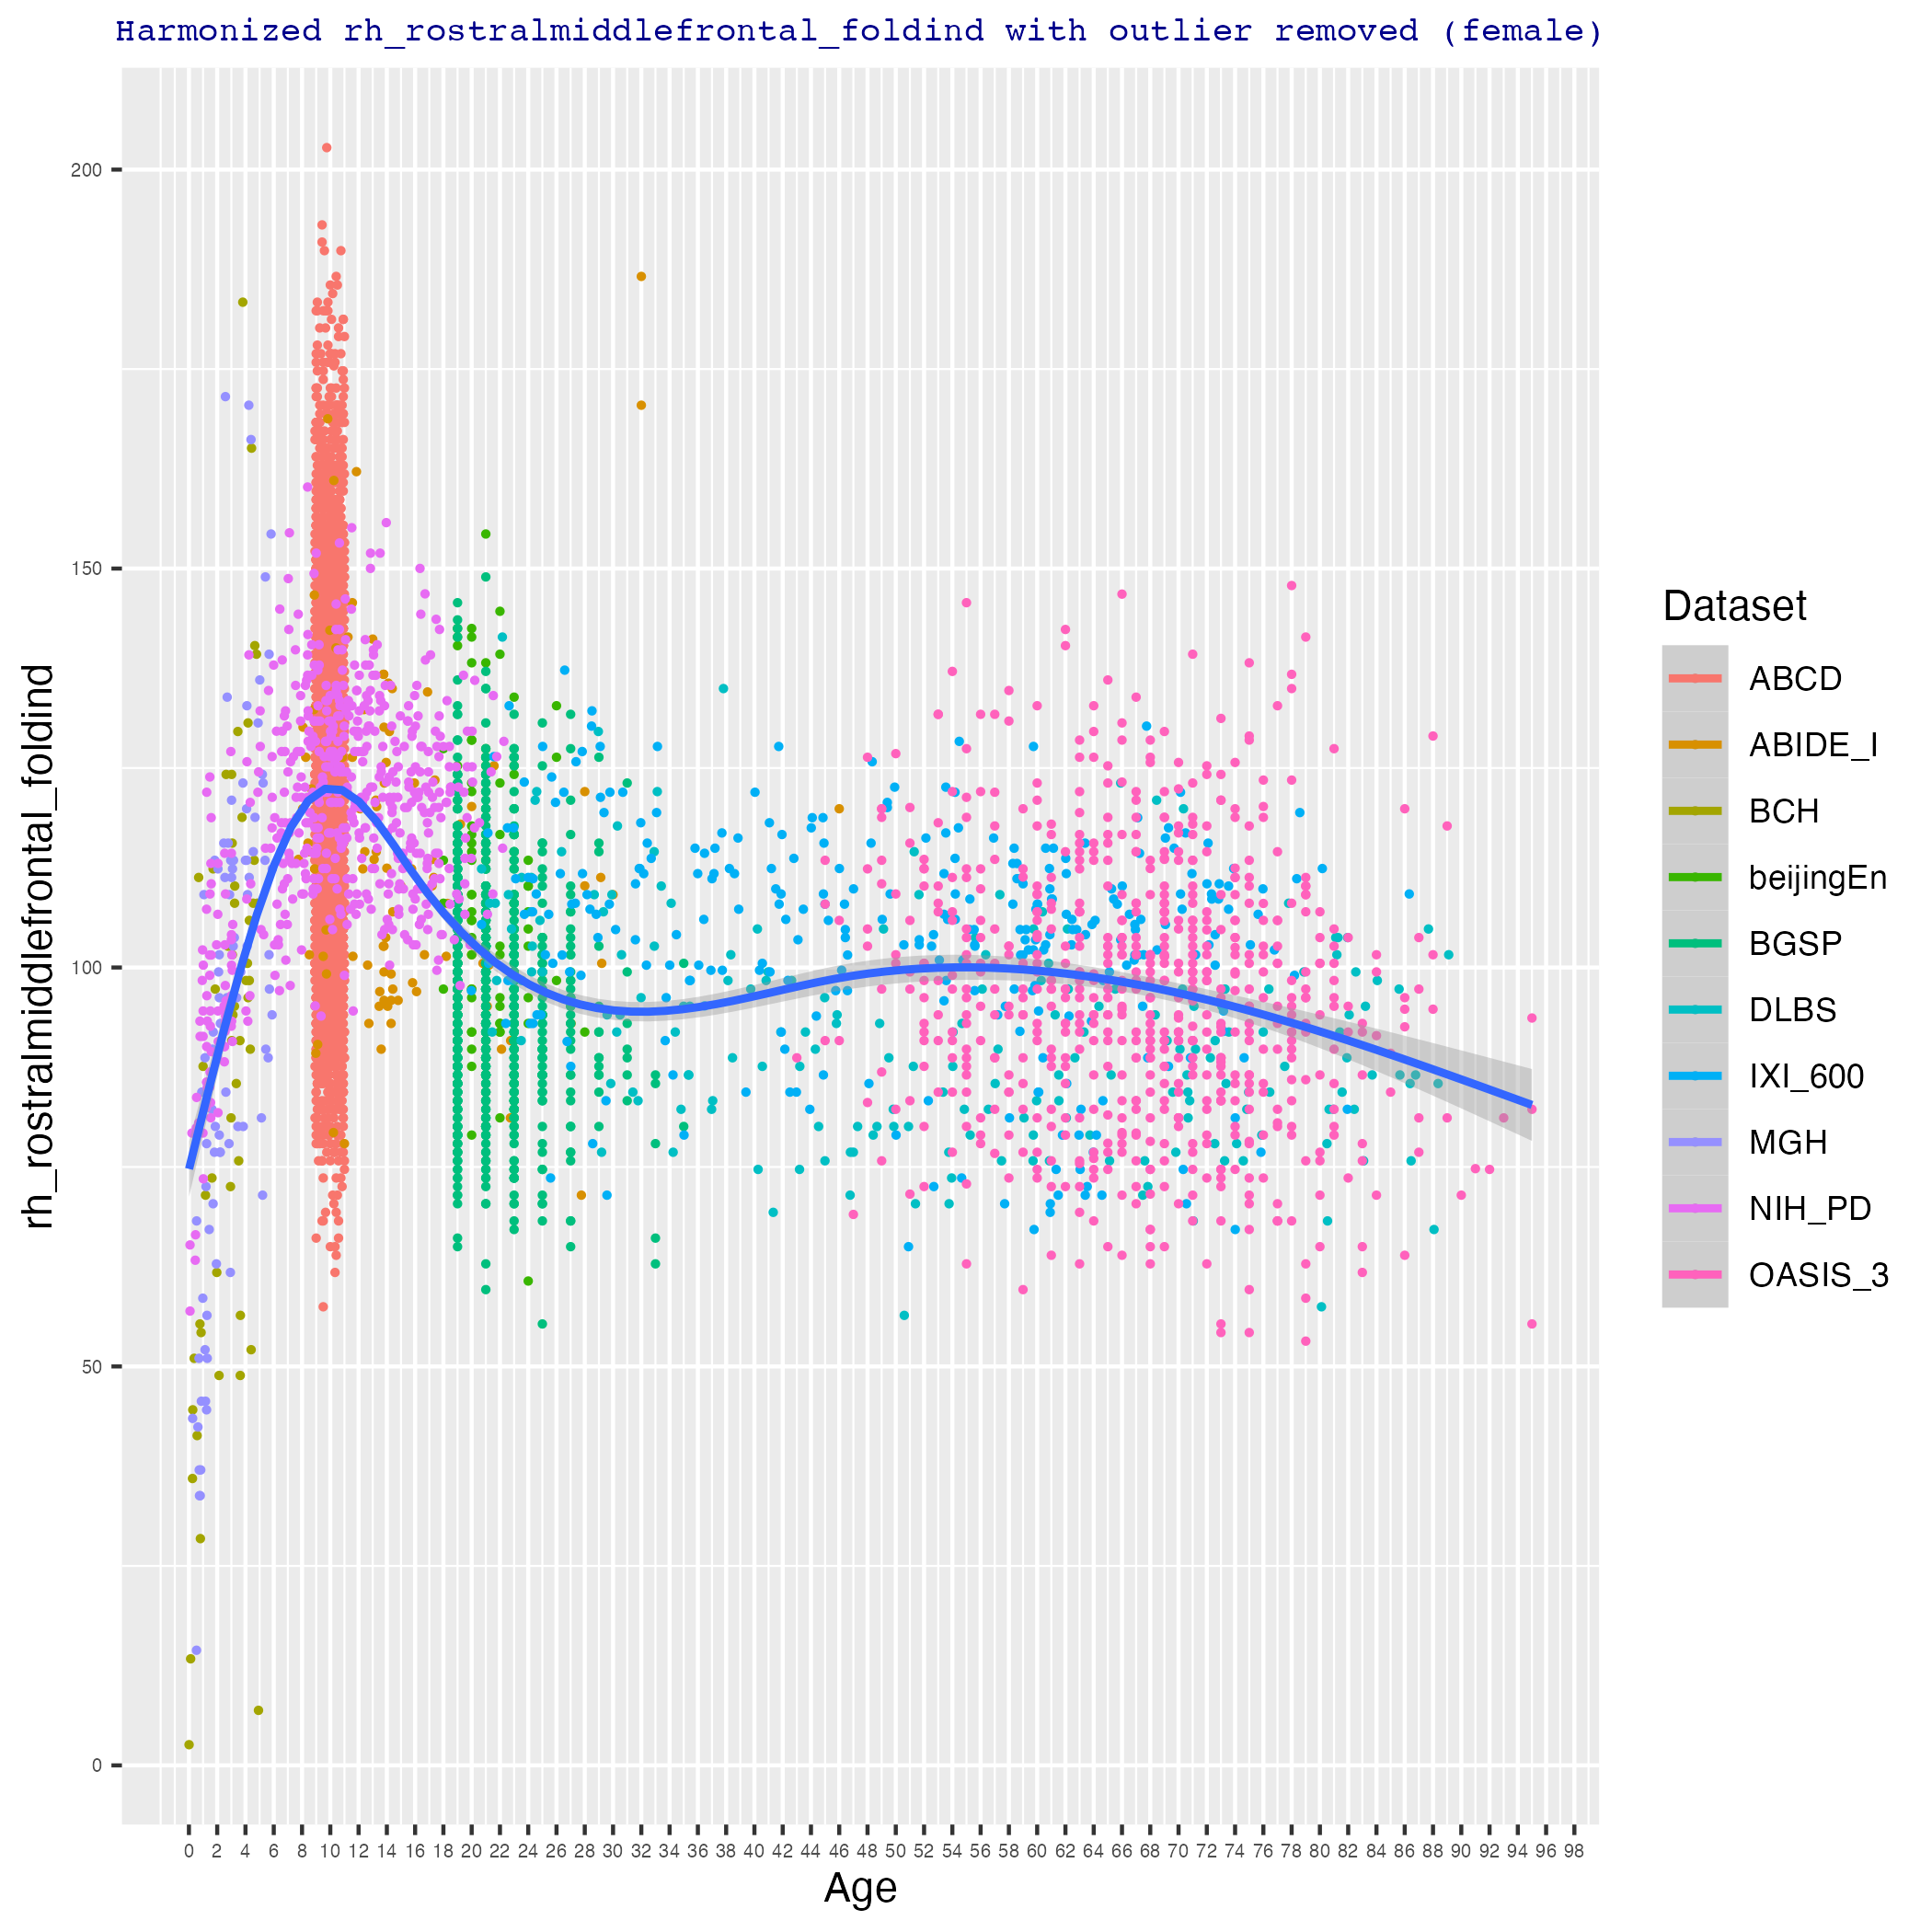 Harmonized rh_rostralmiddlefrontal_foldind with outlier removed (female)
rh_rostralmiddlefrontal_foldind
200
150
100
50
0
0 2 4 6 8 10 12 14 16 18 20 22 24 26 28 30 32 34 36 38 40 42 44 46 48 50 52 54 56 58 60 62 64 66 68 70 72 74 76 78 80 82 84 86 88 90 92 94 96 98
Age
Dataset
ABCD
ABIDE_I
BCH
beijingEn
BGSP
DLBS
IXI_600
MGH
NIH_PD
OASIS_3